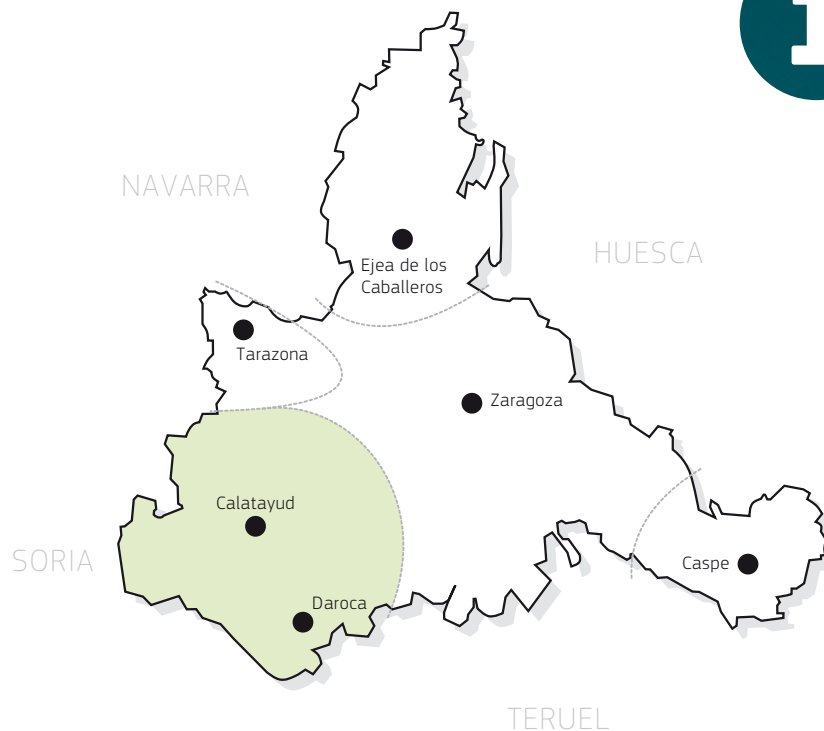 NAVARRA
HUESCA
Ejea de los
Caballeros
Tarazona
Zaragoza
Calatayud
SORIA
Caspe
Daroca
TERUEL